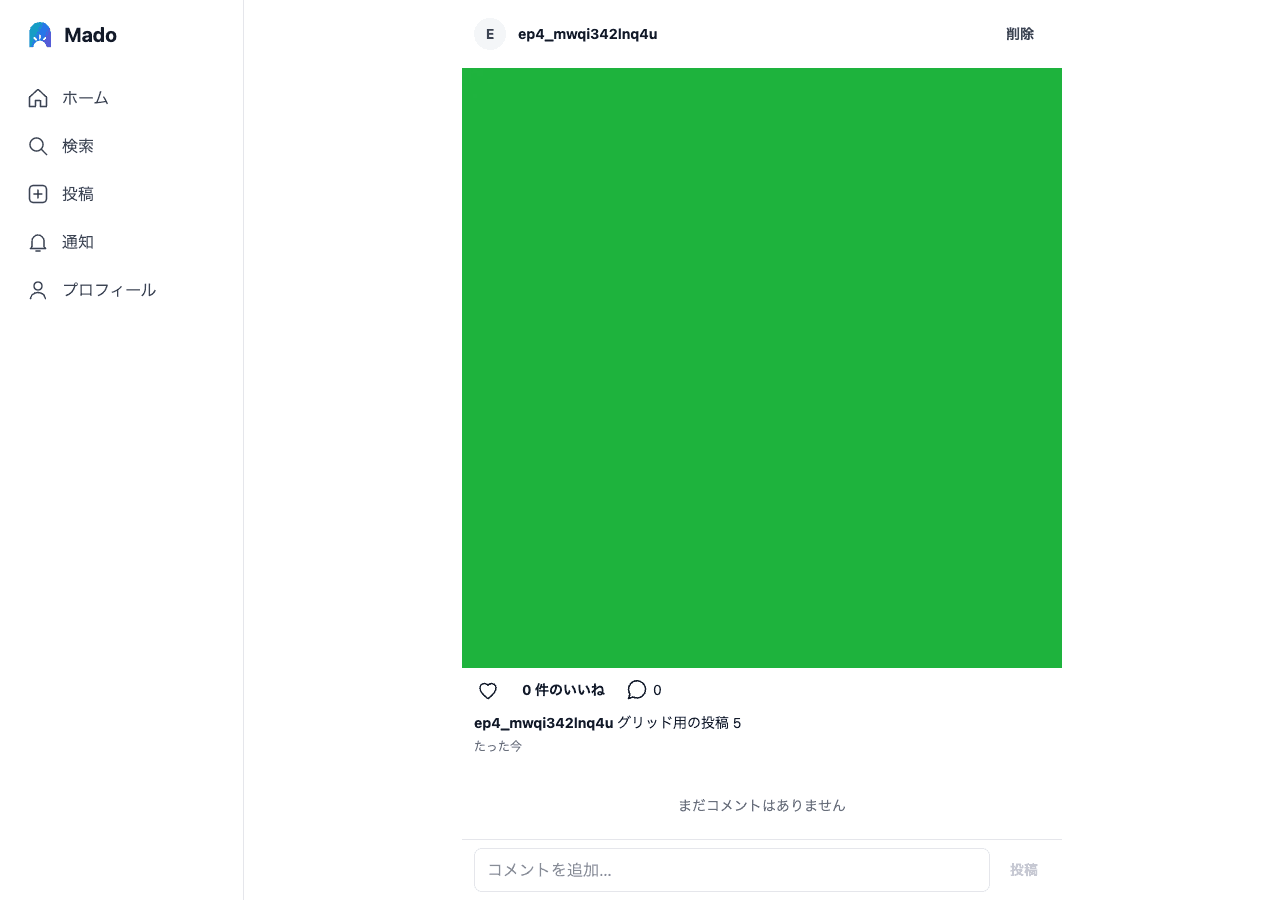 Mado
ホーム
検索
投稿
通知
プロフィール
E ep4_mwqi342lnq4u 削除
0 件のいいね 0
ep4_mwqi342lnq4u グリッド用の投稿 5
たった今
まだコメントはありません
コメントを追加... 投稿